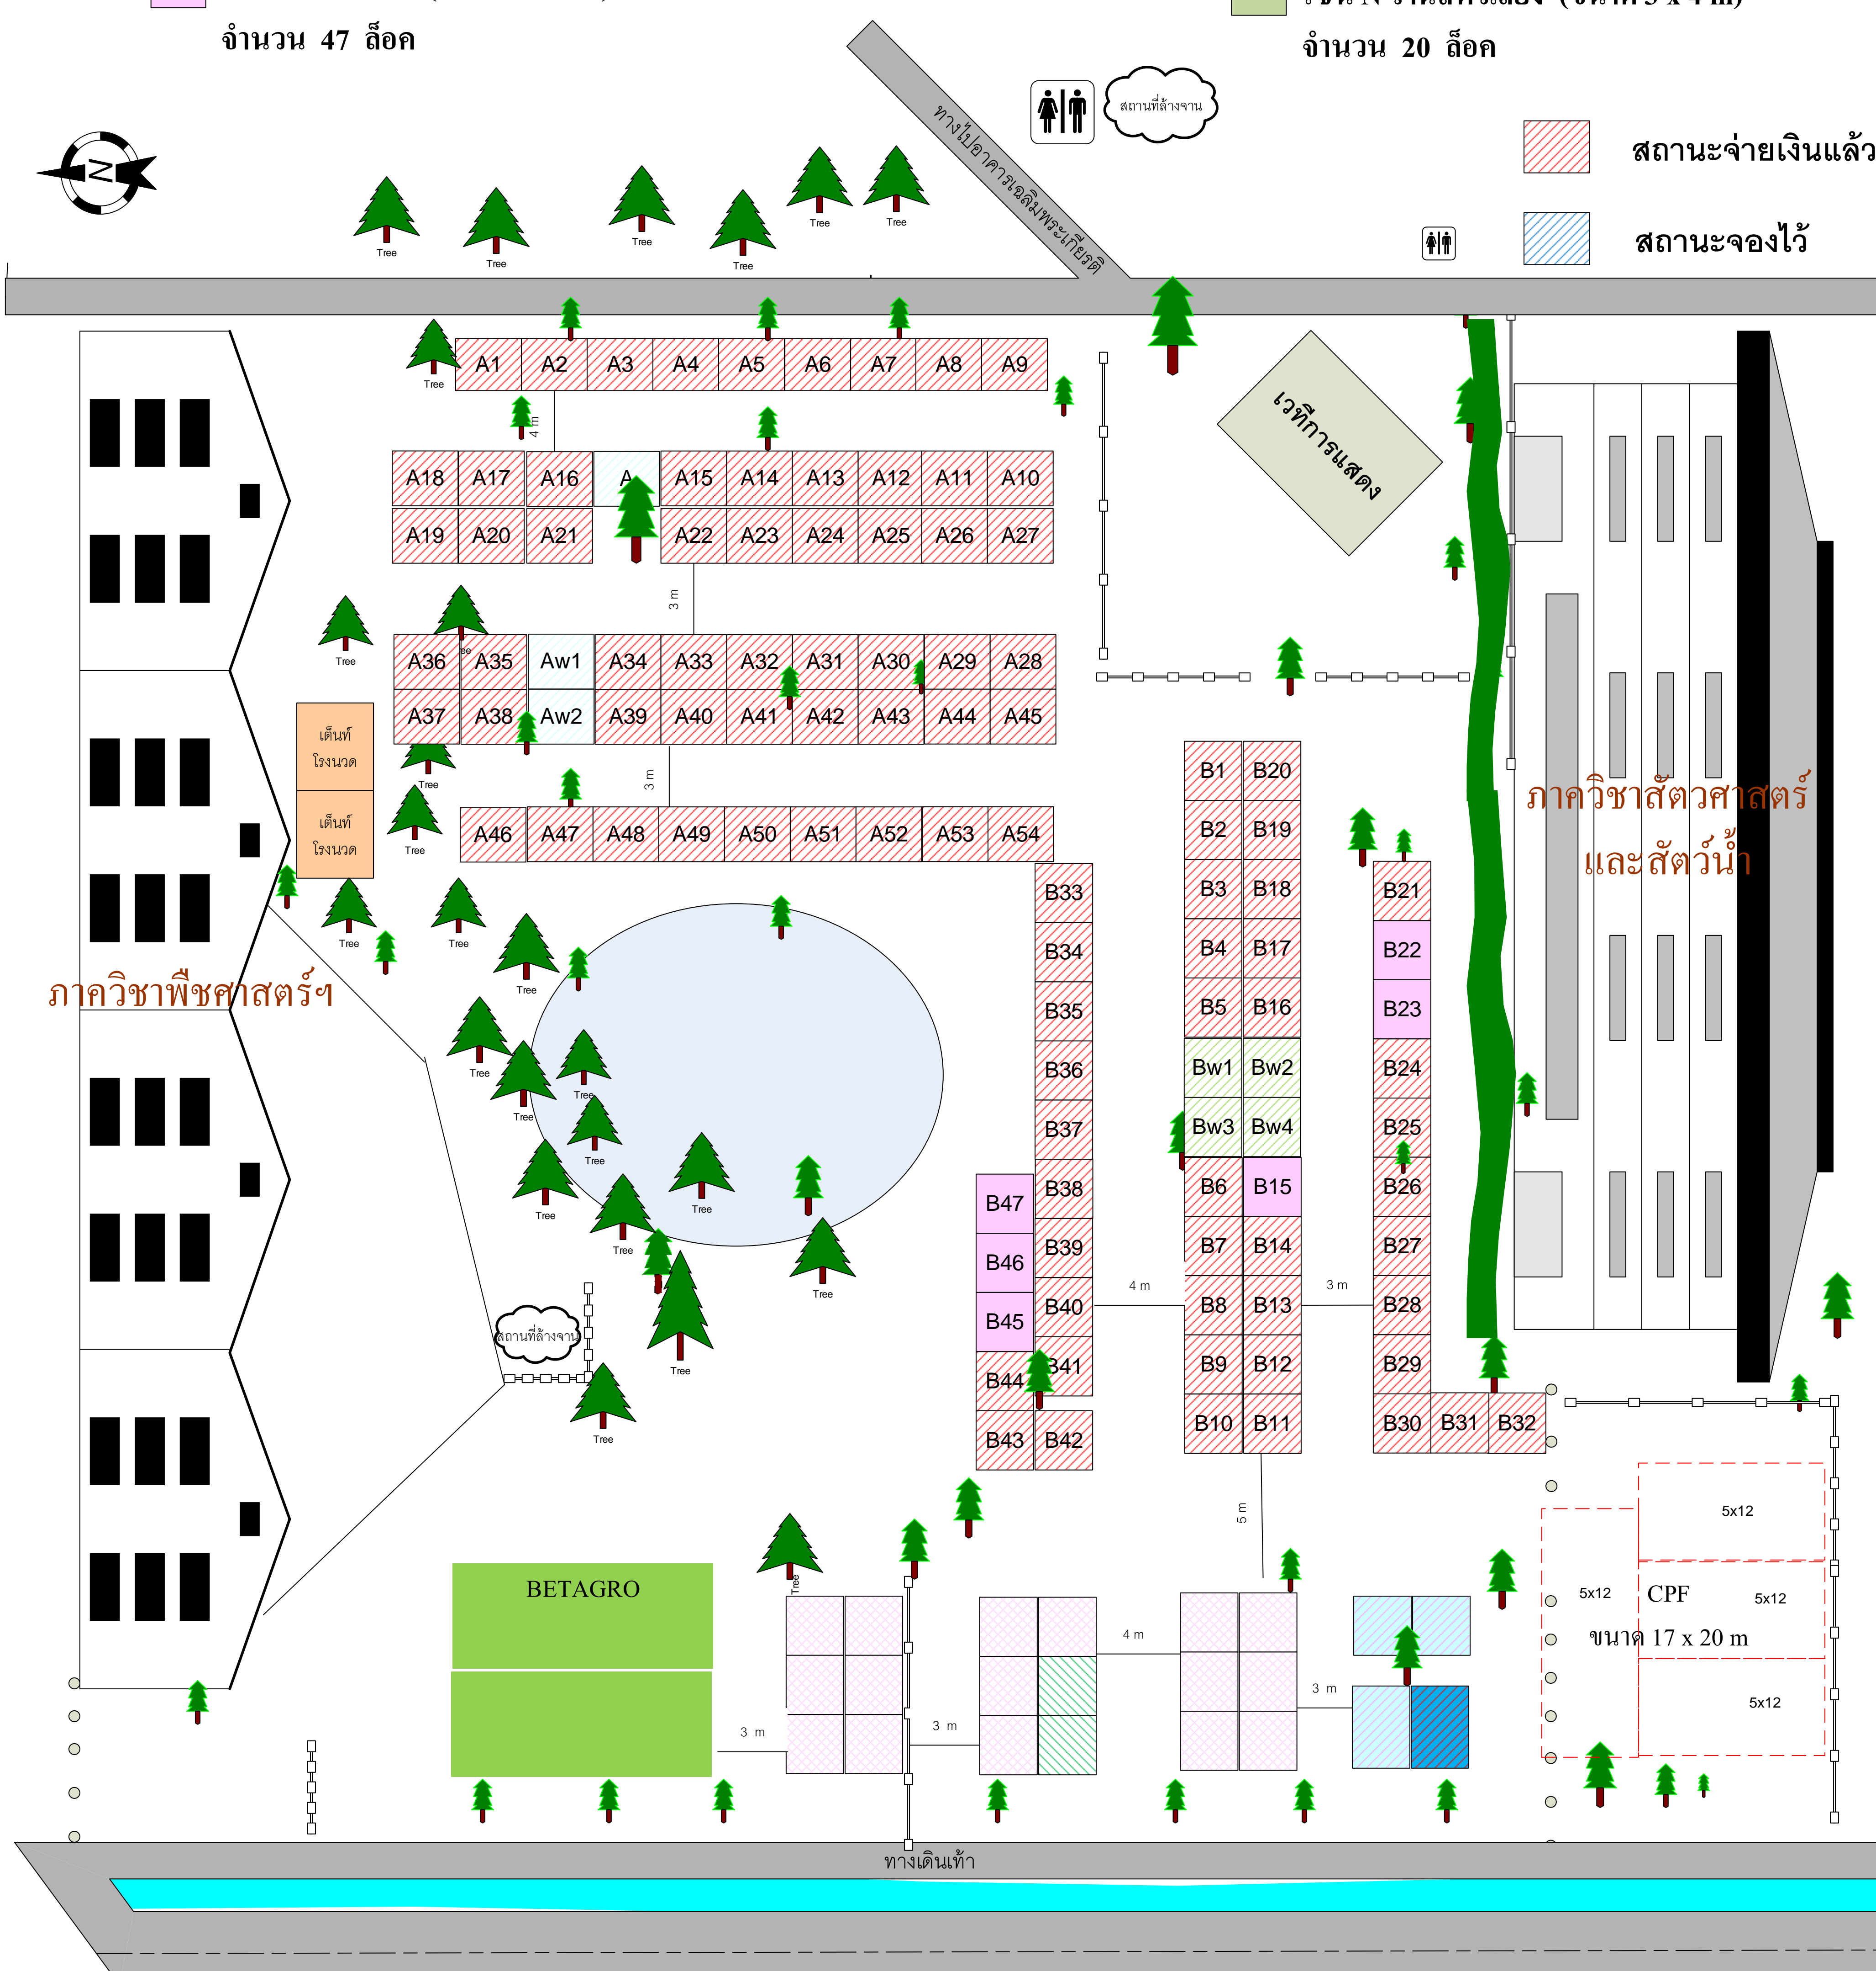 จำนวน 47 ล็อค
จำนวน 20 ล็อค
สถานที่ล้างจาน
ทางไปอาคารเฉลิมพระเกียรติ
สถานะจ่ายเงินแล้ว
สถานะจองไว้
N
Tree Tree Tree Tree Tree Tree
Tree
A1 A2 A3 A4 A5 A6 A7 A8 A9
เวทีการแสดง
4 m
A18 A17 A16 A A15 A14 A13 A12 A11 A10
A19 A20 A21 A22 A23 A24 A25 A26 A27
3 m
Tree
A36 A35 Aw1 A34 A33 A32 A31 A30 A29 A28
A37 A38 Aw2 A39 A40 A41 A42 A43 A44 A45
เต็นท์
โรงนวด
เต็นท์
โรงนวด
Tree
3 m
Tree
A46 A47 A48 A49 A50 A51 A52 A53 A54
B1 B20
B2 B19
B3 B18
B4 B17
B5 B16
Bw1 Bw2
Bw3 Bw4
B6 B15
B7 B14
B8 B13
B9 B12
B10 B11
B21
B22
B23
B24
B25
B26
B27
B28
B29
B30 B31 B32
B33
B34
B35
B36
B37
B38
B39
B40
B41
B42
B47
B46
B45
B44
B43
ภาควิชาสัตวศาสตร์
และสัตว์น้ำ
ภาควิชาพืชศาสตร์ฯ
Tree Tree
Tree
Tree
Tree
Tree
Tree
Tree
Tree
Tree
Tree
Tree
Tree
4 m
3 m
สถานที่ล้างจาน
5 m
Tree
BETAGRO
5x12
5x12 CPF 5x12
ขนาด 17 x 20 m
5x12
4 m
3 m
3 m
3 m
ทางเดินเท้า